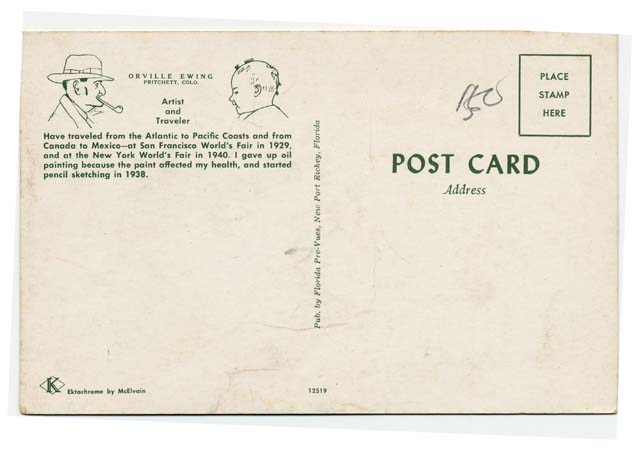 ORVILLE EWING
PRITCHETT, COLO.
Artist
and
Traveler
Have traveled from the Atlantic to Pacific Coasts and from
Canada to Mexico—at San Francisco World's Fair in 1929,
and at the New York World's Fair in 1940. I gave up oil
painting because the paint affected my health, and started
pencil sketching in 1938.
Pub. by Florida Pre-Vues, New Port Richey, Florida
PLACE
STAMP
HERE
POST CARD
Address
K
Ektachrome by McElvain
12519